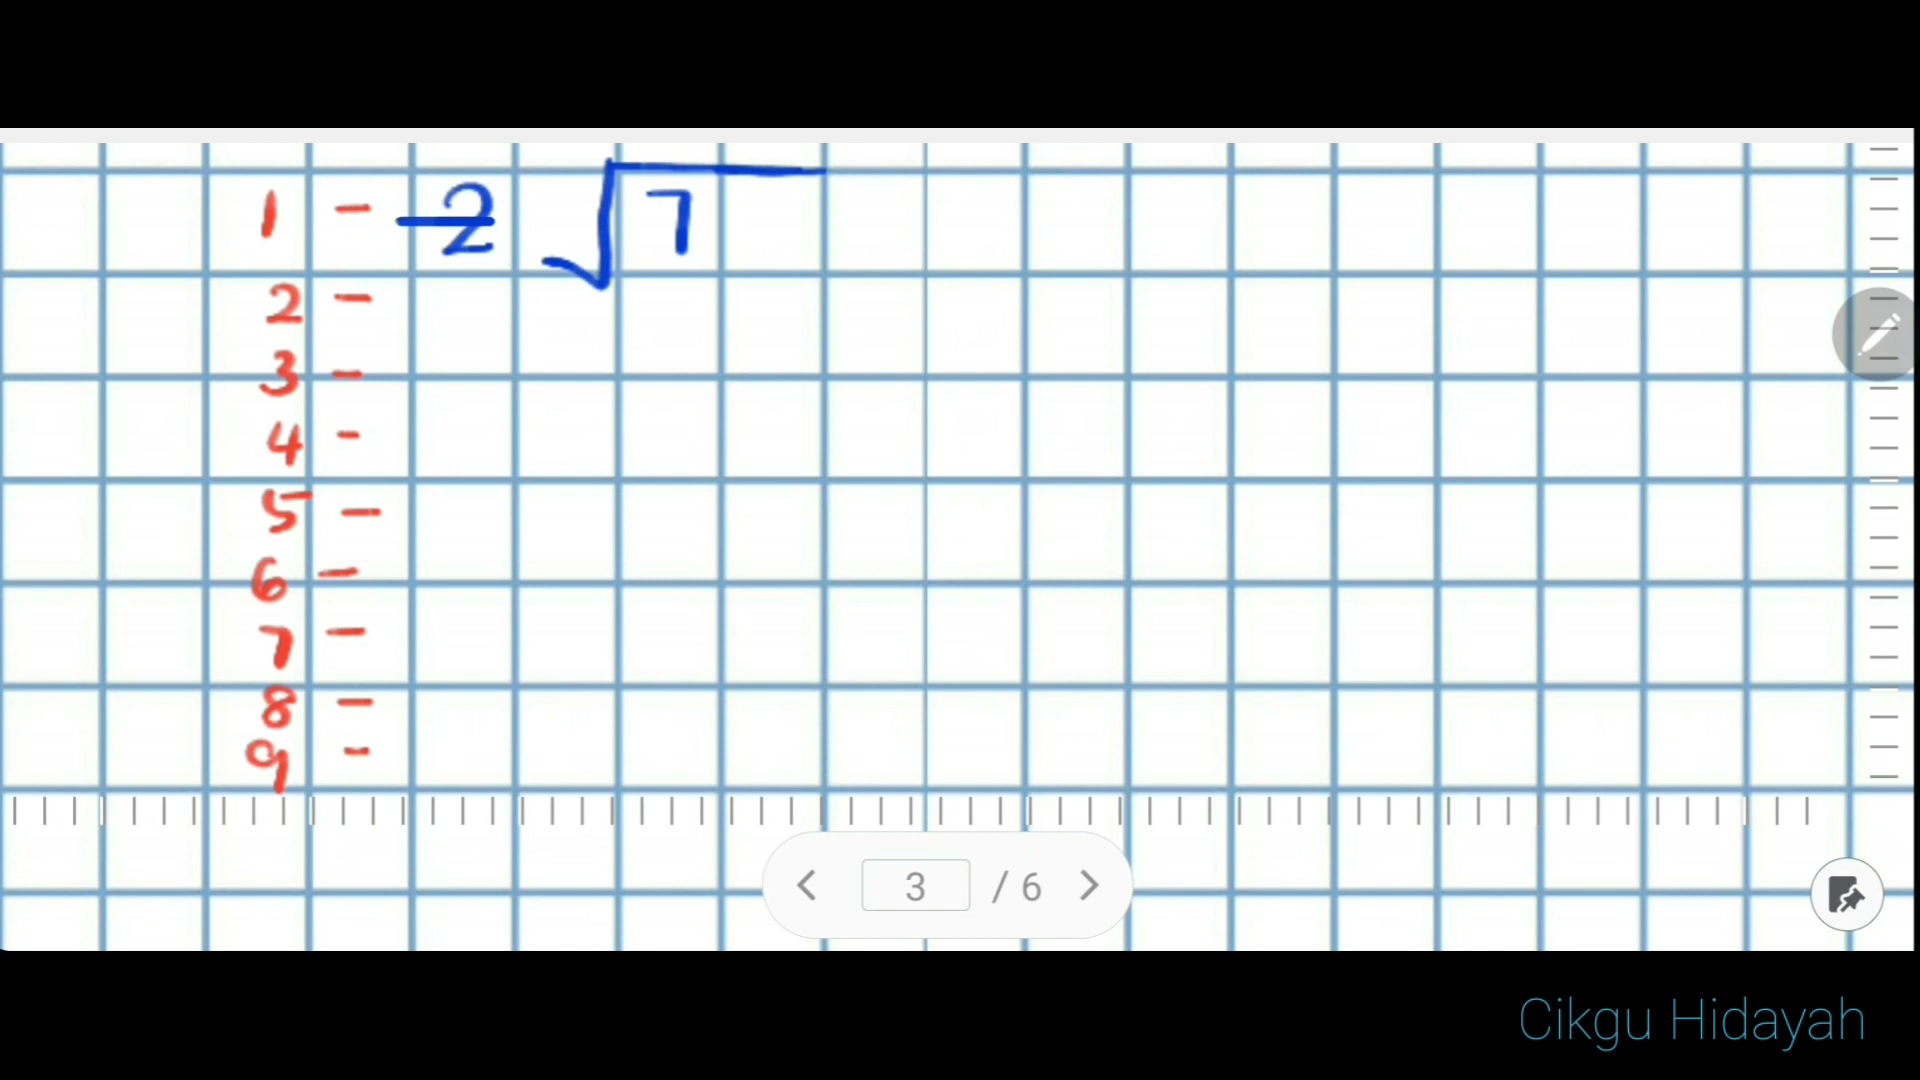 1 - 2 √7
2 -
3 -
4 -
5 -
6 -
7 -
8 -
9 -
3 / 6
Cikgu Hidayah